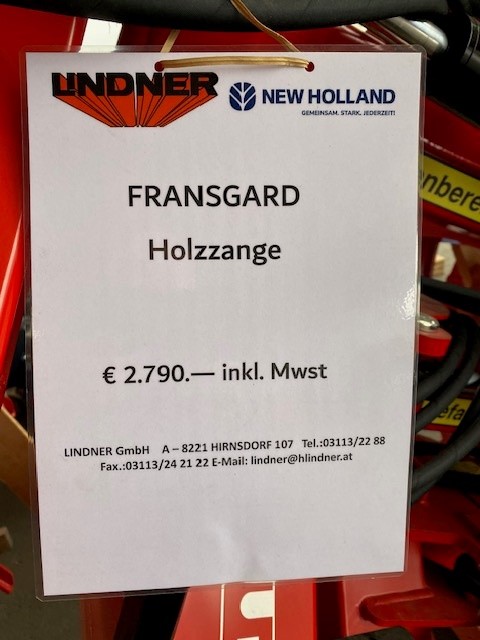 LINDNER
NEW HOLLAND
GEMEINSAM. STARK. JEDERZEIT!
FRANSGARD
Holzzange
€ 2.790.— inkl. Mwst
LINDNER GmbH A – 8221 HIRNSDORF 107 Tel.:03113/22 88
Fax.:03113/24 21 22 E-Mail: lindner@hlindner.at